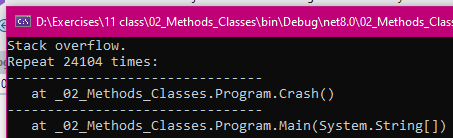 D:\Exercises\11 class\02_Methods_Classes\bin\Debug\net8.0\02_Methods_Class
Stack overflow.
Repeat 24104 times:
--------------------------------
   at _02_Methods_Classes.Program.Crash()
--------------------------------
   at _02_Methods_Classes.Program.Main(System.String[])